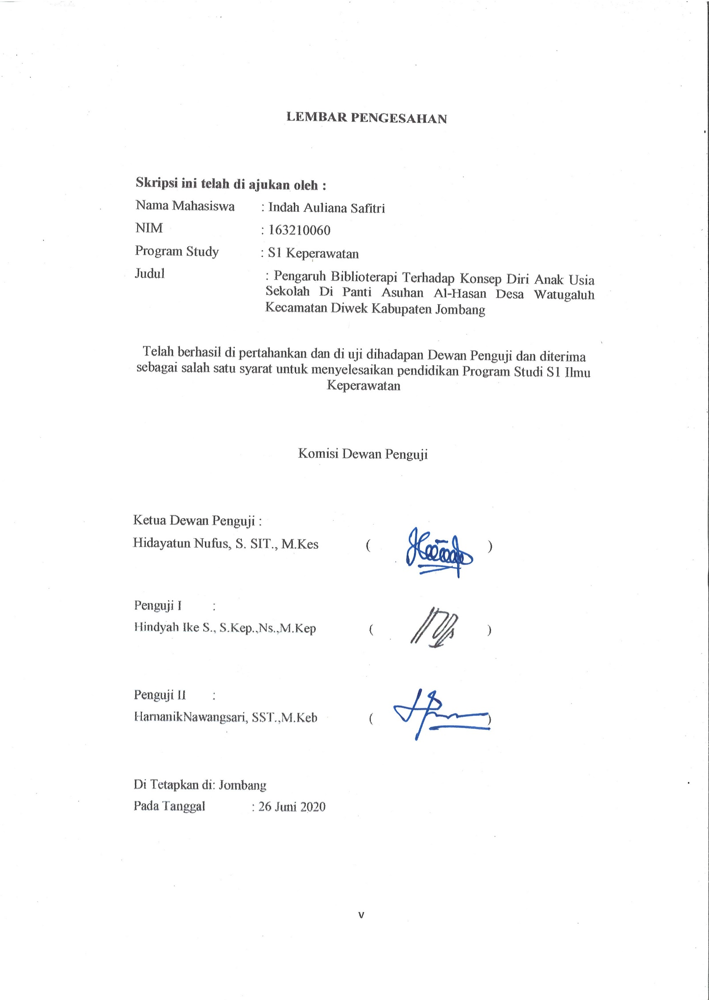 LEMBAR PENGESAHAN
Skripsi ini telah di ajukan oleh :
Nama Mahasiswa : Indah Auliana Safitri
NIM : 163210060
Program Study : S1 Keperawatan
Judul : Pengaruh Biblioterapi Terhadap Konsep Diri Anak Usia
Sekolah Di Panti Asuhan Al-Hasan Desa Watugaluh
Kecamatan Diwek Kabupaten Jombang
Telah berhasil di pertahankan dan di uji dihadapan Dewan Penguji dan diterima
sebagai salah satu syarat untuk menyelesaikan pendidikan Program Studi S1 Ilmu
Keperawatan
Komisi Dewan Penguji
Ketua Dewan Penguji :
Hidayatun Nufus, S. SIT., M.Kes ( )
Penguji I :
Hindyah Ike S., S.Kep.,Ns.,M.Kep ( )
Penguji II :
HarnanikNawangsari, SST.,M.Keb ( )
Di Tetapkan di: Jombang
Pada Tanggal : 26 Juni 2020
v